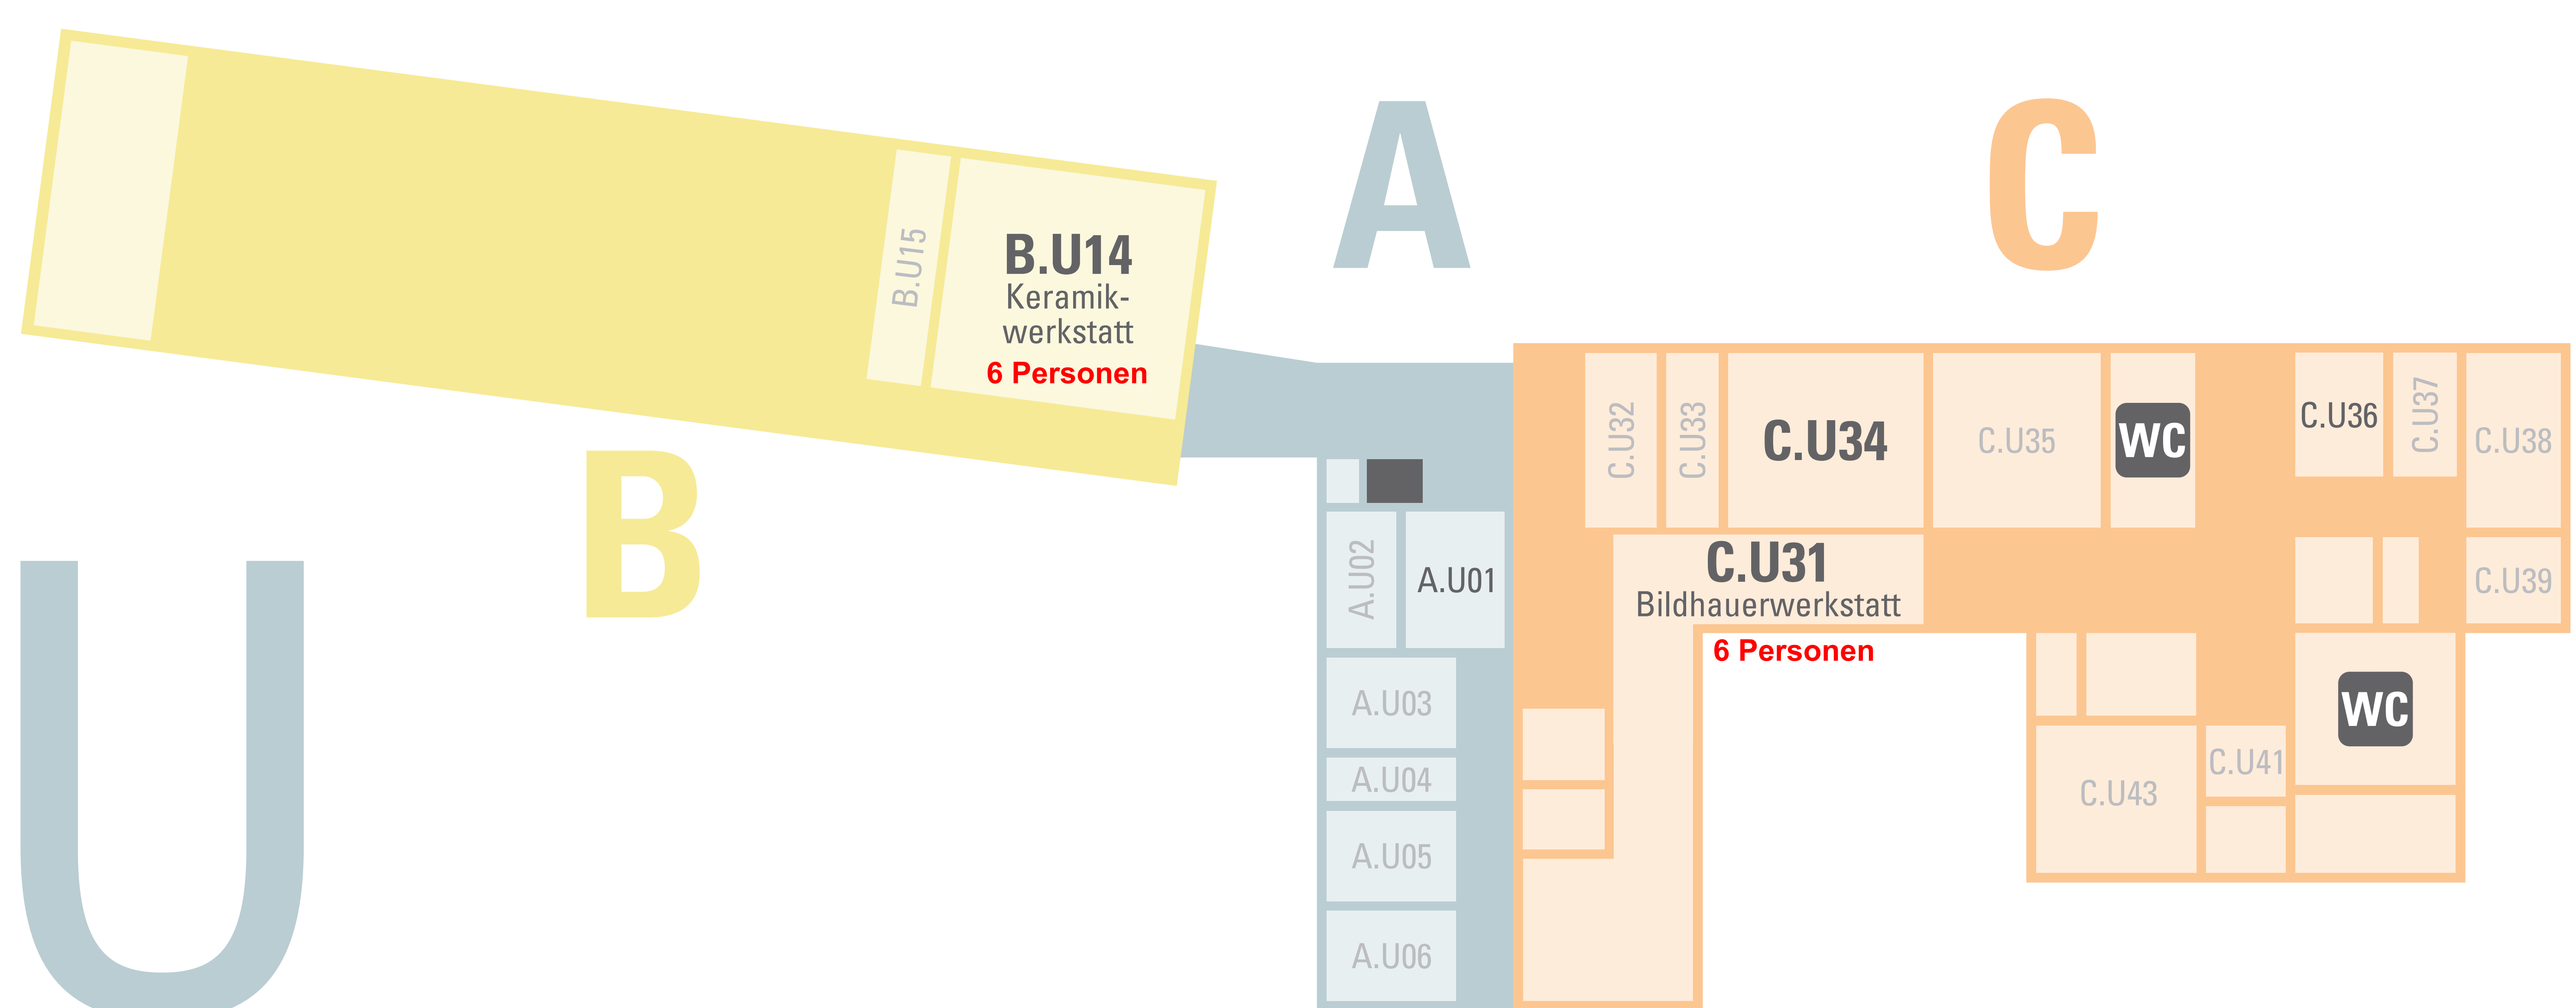 A
C
B.U15
B.U14
Keramik-
werkstatt
6 Personen
B
U
C.U32
C.U33
C.U34
C.U35
WC
C.U36
C.U37
C.U38
A.U02
A.U01
C.U31
Bildhauerwerkstatt
6 Personen
C.U39
A.U03
WC
A.U04
C.U41
C.U43
A.U05
A.U06